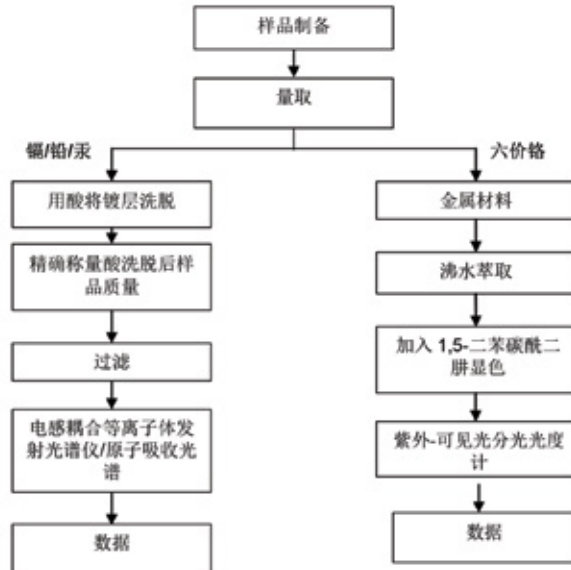 样品制备
量取
镉/铅/汞
六价铬
用酸将镀层洗脱
精确称量酸洗脱后样
品质量
过滤
电感耦合等离子体发
射光谱仪/原子吸收光
谱
数据
金属材料
沸水萃取
加入 1,5-二苯碳酰二
肼显色
紫外-可见光分光光度
计
数据